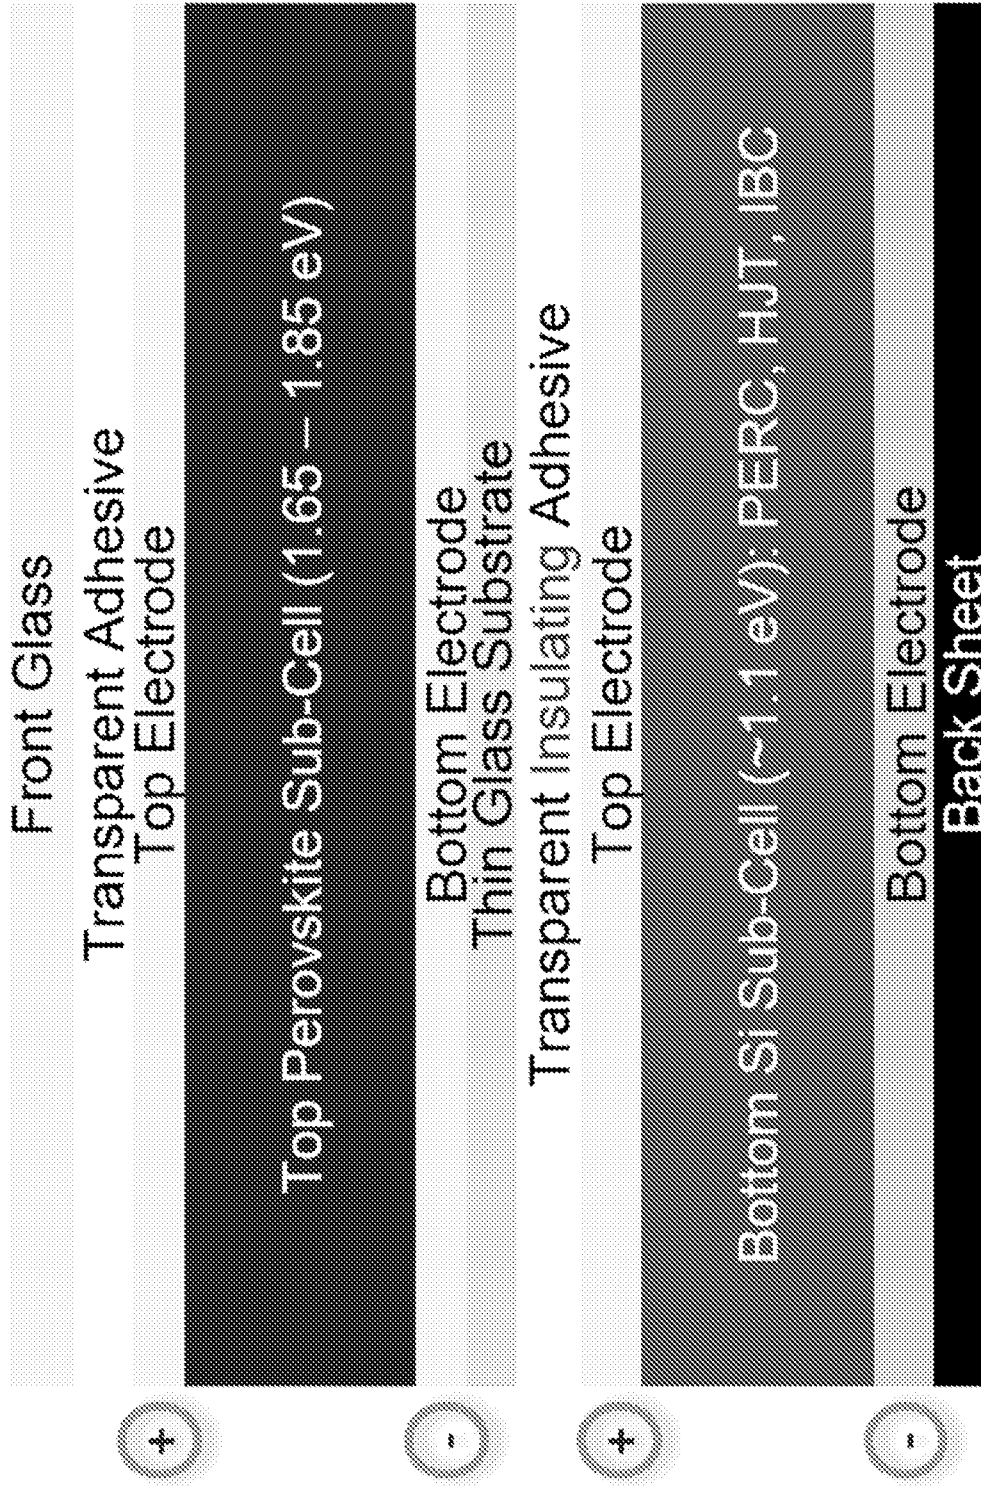 Front Glass
Transparent Adhesive
+ Top Electrode
Top Perovskite Sub-Cell (1.65–1.85 eV)
- Bottom Electrode
Thin Glass Substrate
Transparent Insulating Adhesive
+ Top Electrode
Bottom Si Sub-Cell (~1.1 eV): PERC, HJT, IBC
- Bottom Electrode
Back Sheet